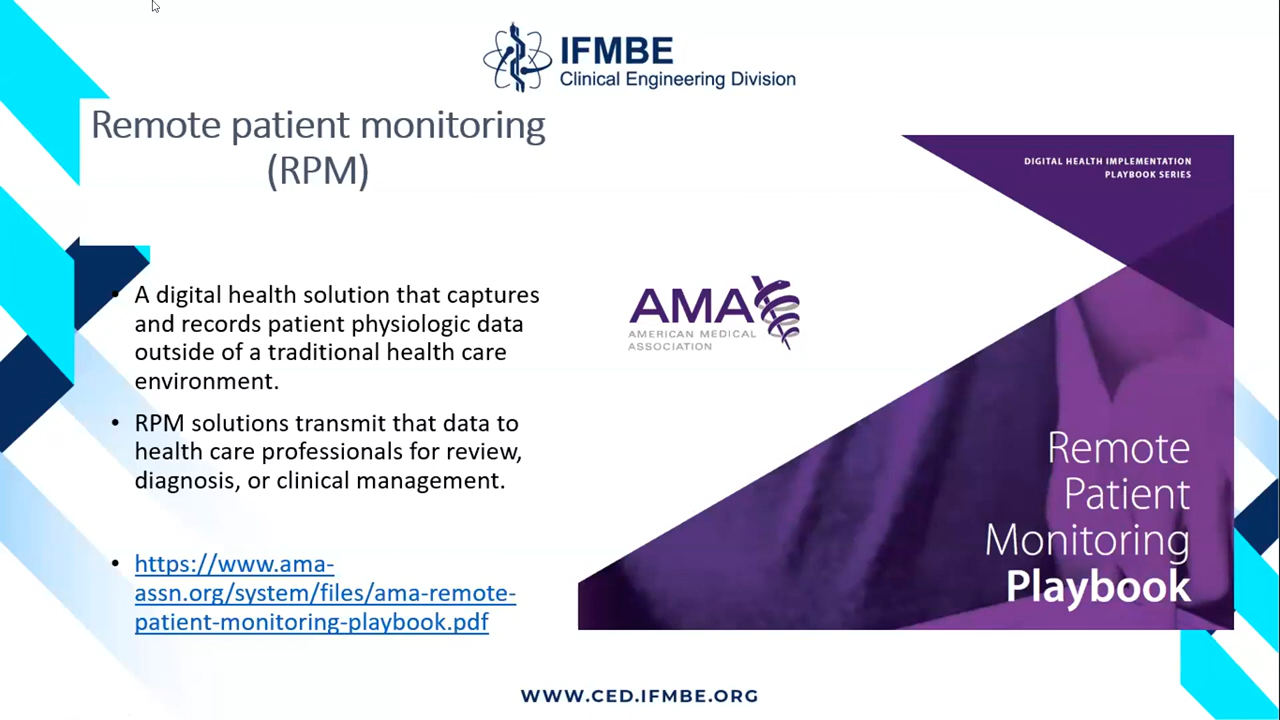 IFMBE
Clinical Engineering Division
Remote patient monitoring
(RPM)
• A digital health solution that captures
and records patient physiologic data
outside of a traditional health care
environment.
• RPM solutions transmit that data to
health care professionals for review,
diagnosis, or clinical management.
• https://www.ama-
assn.org/system/files/ama-remote-
patient-monitoring-playbook.pdf
DIGITAL HEALTH IMPLEMENTATION
PLAYBOOK SERIES
AMA
AMERICAN MEDICAL
ASSOCIATION
Remote
Patient
Monitoring
Playbook
WWW.CED.IFMBE.ORG